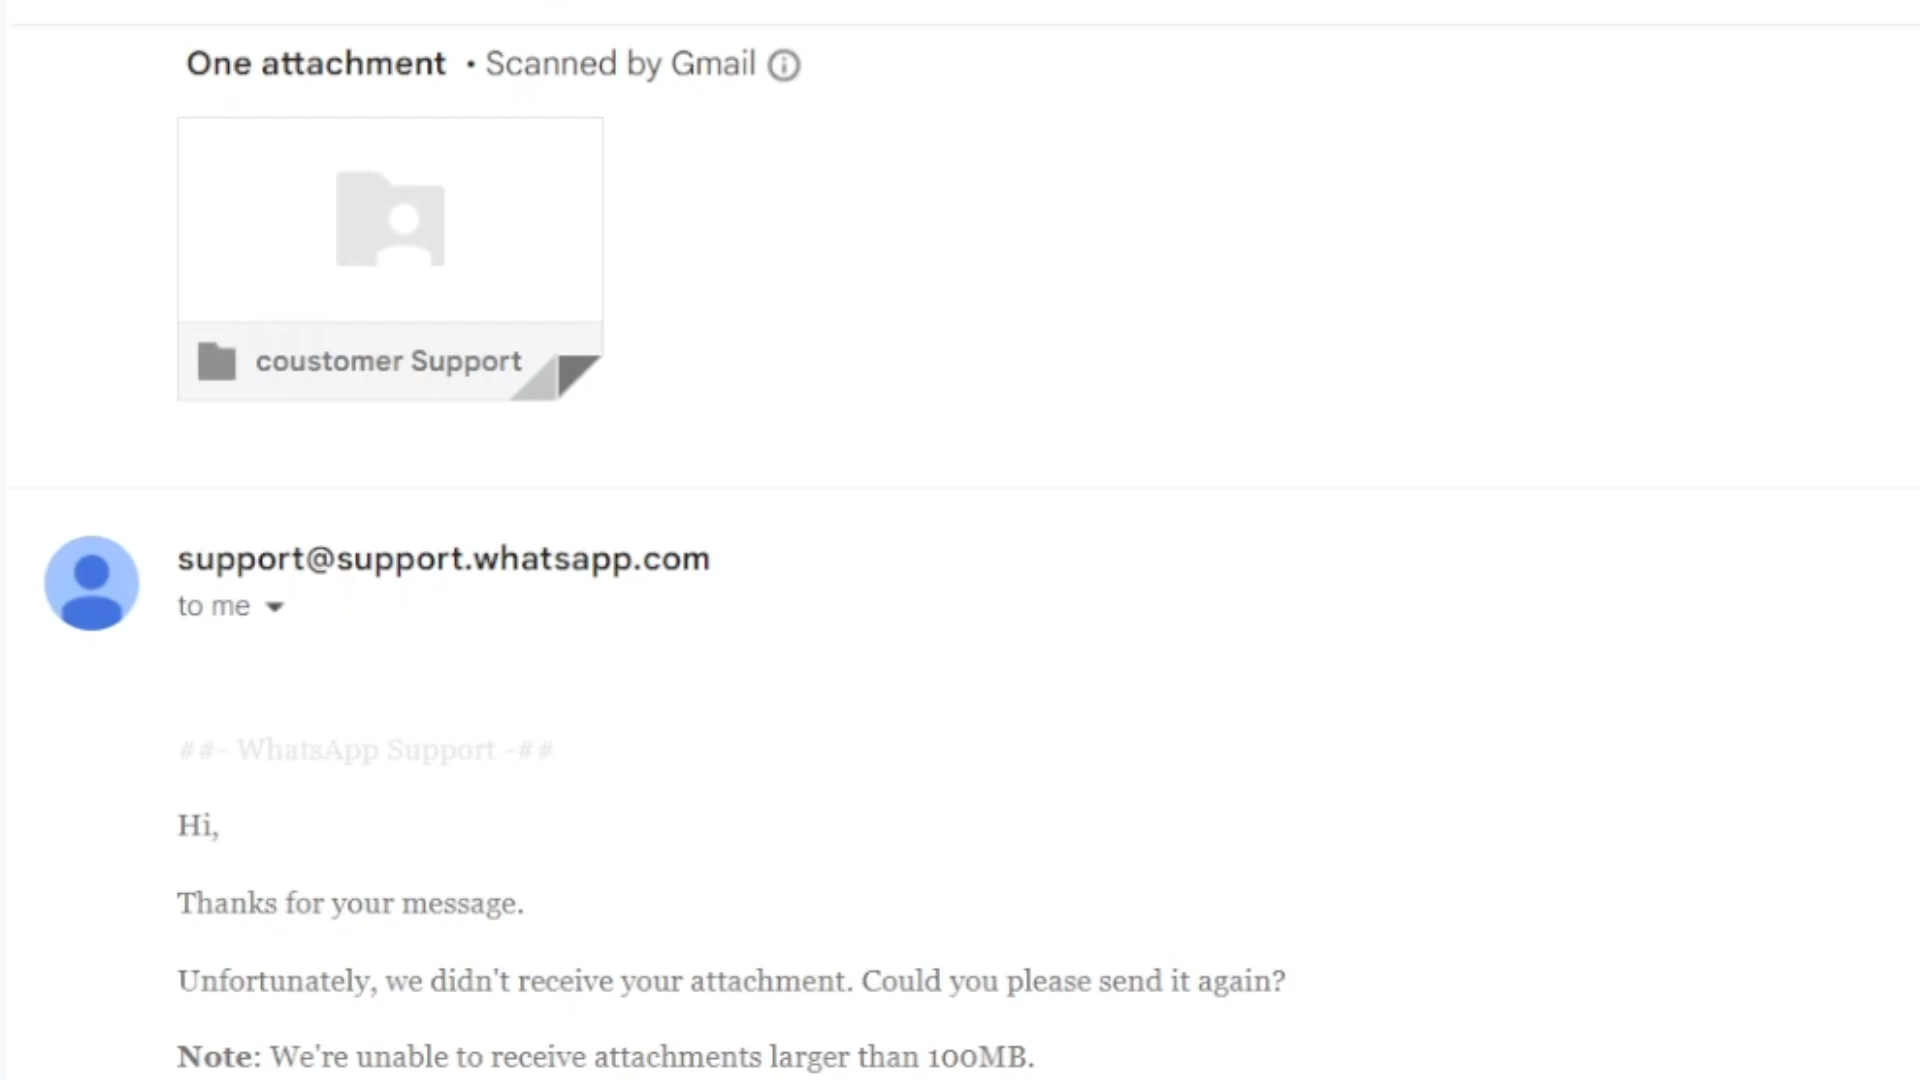 One attachment • Scanned by Gmail
coustomer Support
support@support.whatsapp.com
to me
##- WhatsApp Support -##
Hi,
Thanks for your message.
Unfortunately, we didn't receive your attachment. Could you please send it again?
Note: We're unable to receive attachments larger than 100MB.